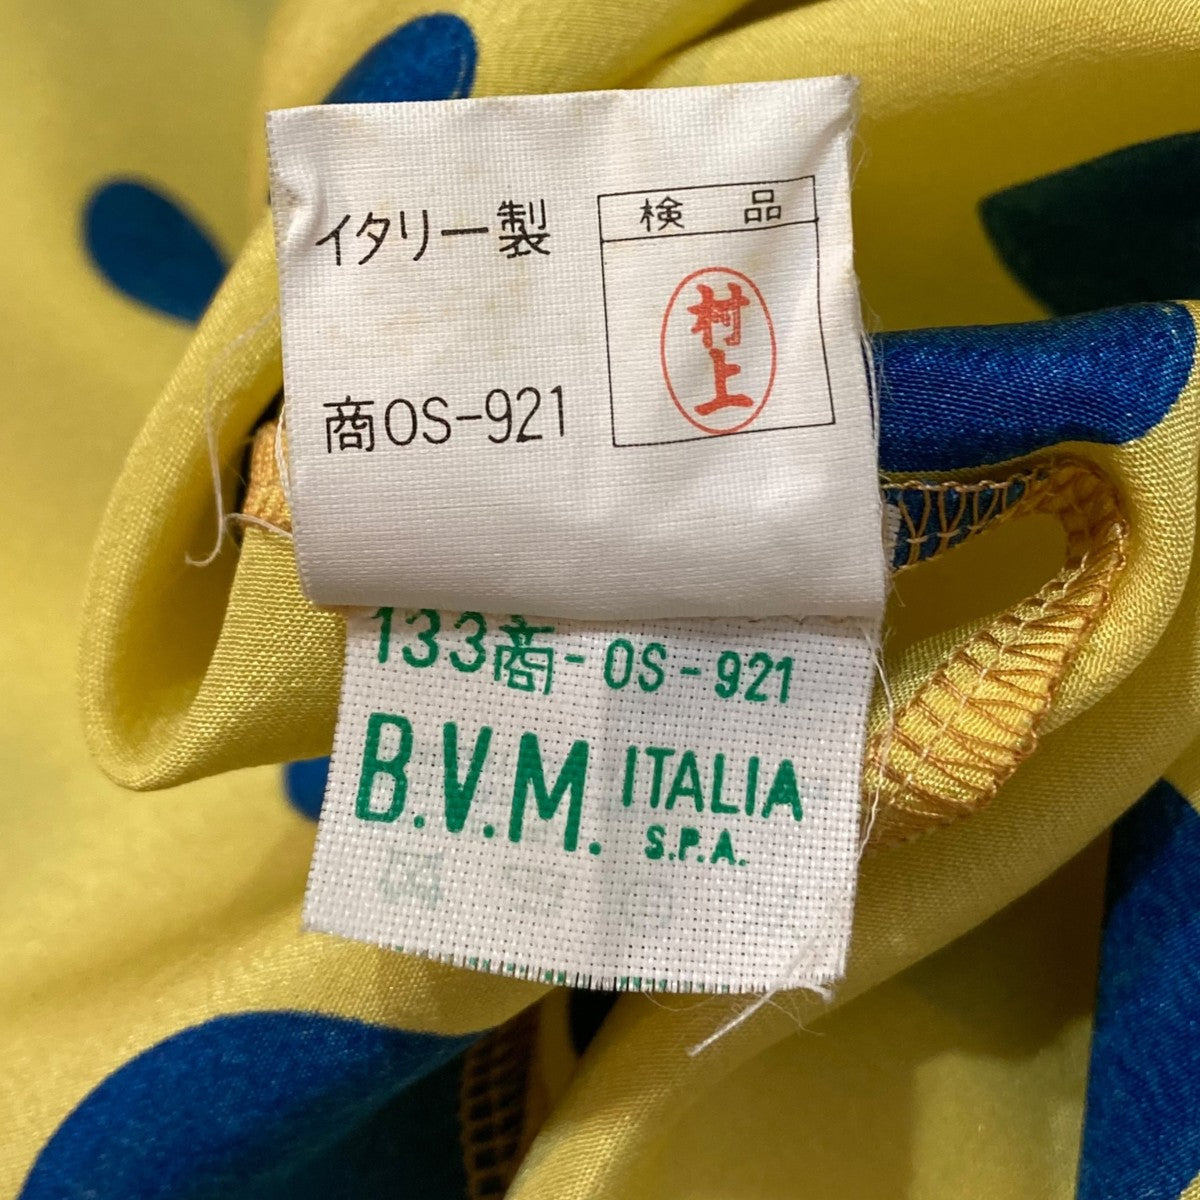 イタリー製
検品
村上
商OS-921
133商-OS-921
B.V.M. ITALIA
S.P.A.